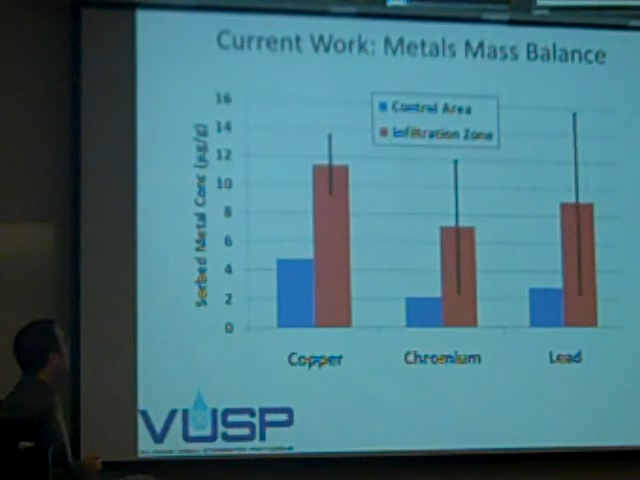 Current Work: Metals Mass Balance
Control Area
Infiltration Zone
Sorbed Metal Conc (µg/g)
16
14
12
10
8
6
4
2
0
Copper Chromium Lead
VUSP